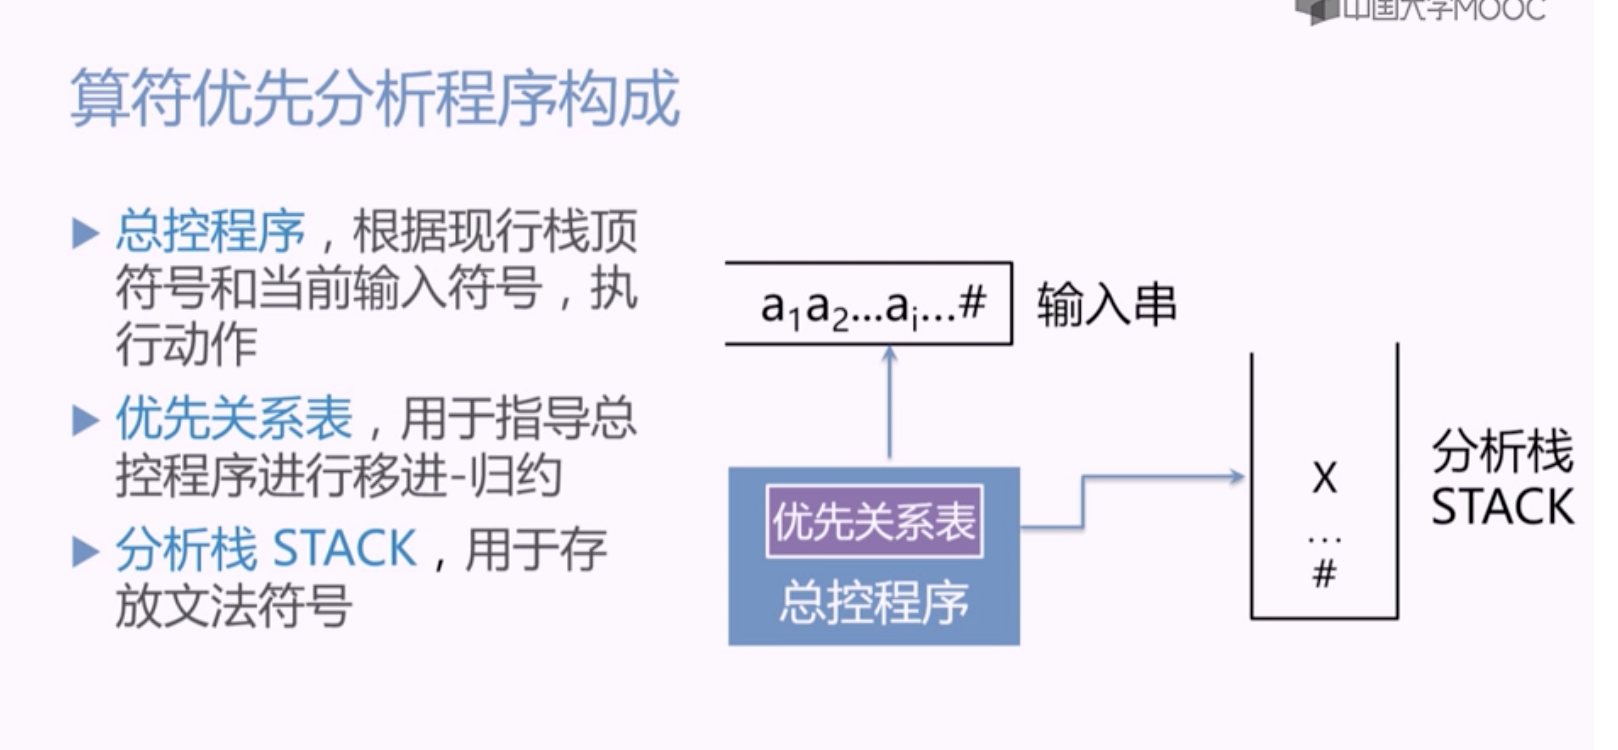 中国大学MOOC
算符优先分析程序构成
总控程序，根据现行栈顶
符号和当前输入符号，执
行动作
优先关系表，用于指导总
控程序进行移进-归约
分析栈 STACK，用于存
放文法符号
a₁a₂...aᵢ...#
输入串
优先关系表
总控程序
X
...
#
分析栈
STACK